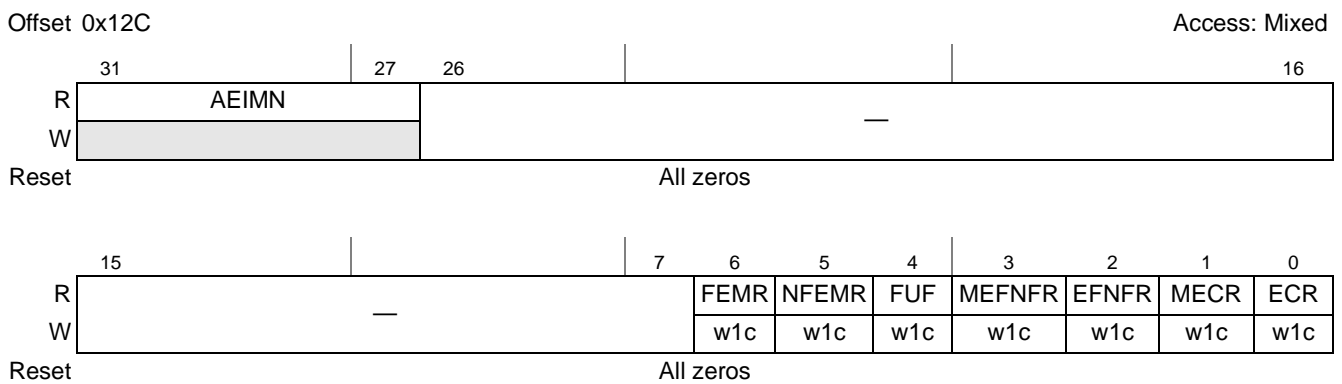 Offset 0x12C Access: Mixed
31 27 26 16
R AEIMN —
W
Reset All zeros
15 7 6 5 4 3 2 1 0
R — FEMR NFEMR FUF MEFNFR EFNFR MECR ECR
W w1c w1c w1c w1c w1c w1c w1c
Reset All zeros